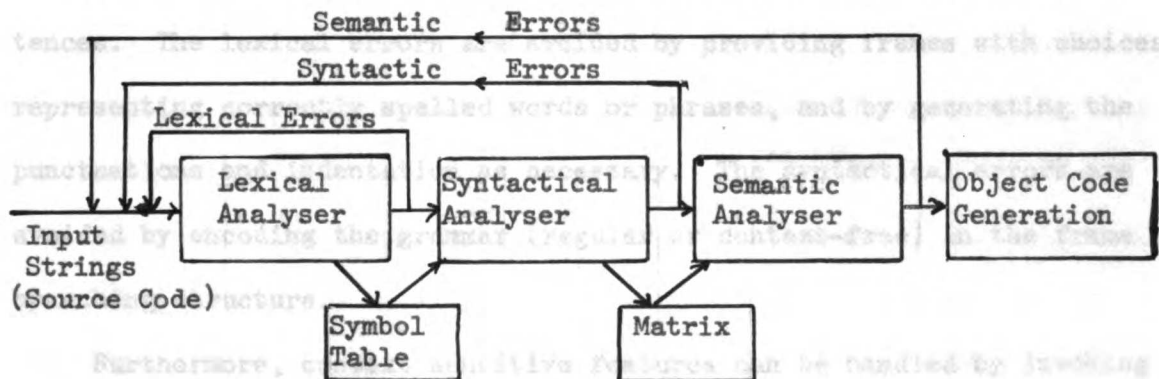 Semantic Errors
tences. The lexical errors are avoided by providing frames with choices
Syntactic Errors
representing correctly spelled words or phrases, and by generating the
Lexical Errors
punctuations and indentation as necessary. The syntactical errors are
Lexical
Analyser
Syntactical
Analyser
Semantic
Analyser
Object Code
Generation
Input
Strings
(Source Code)
avoided by encoding the grammar (regular or context-free) in the frame
structure.
Symbol
Table
Matrix
Furthermore, context sensitive features can be handled by invoking